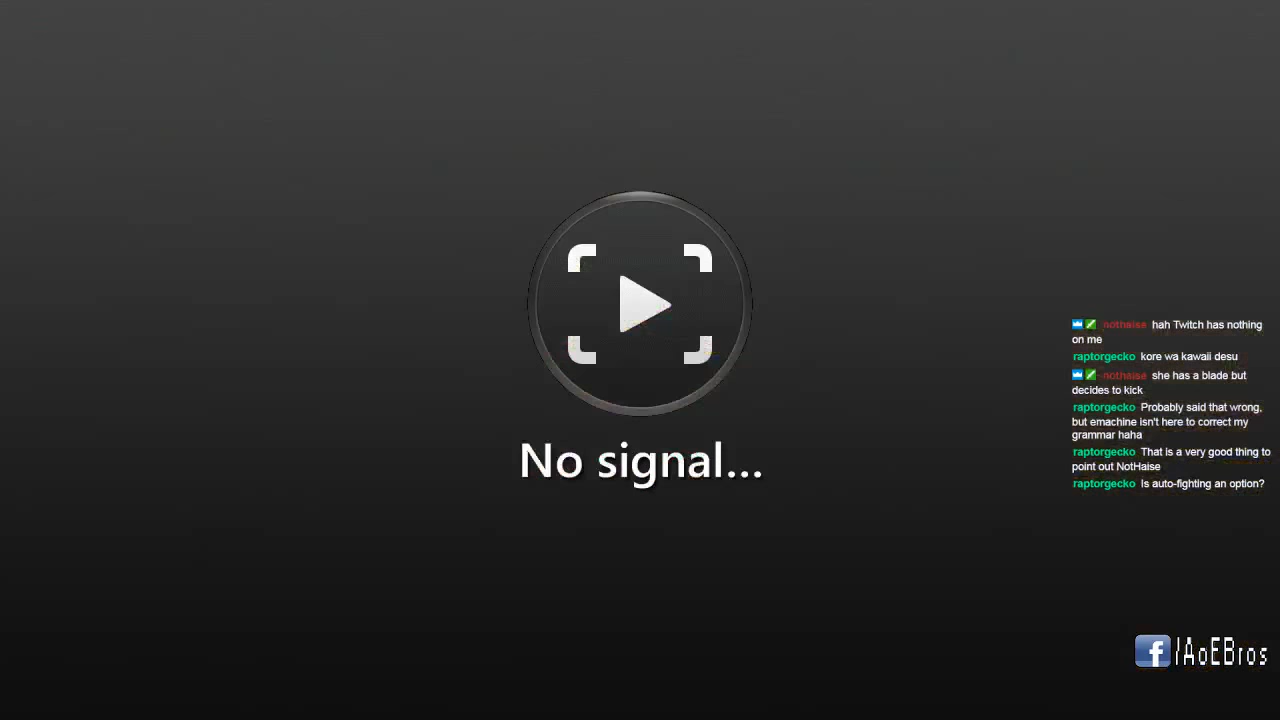 No signal...
nothaise hah Twitch has nothing
on me
raptorgecko kore wa kawaii desu
nothaise she has a blade but
decides to kick
raptorgecko Probably said that wrong,
but emachine isn't here to correct my
grammar haha
raptorgecko That is a very good thing to
point out NotHaise
raptorgecko Is auto-fighting an option?
f /AoEBros